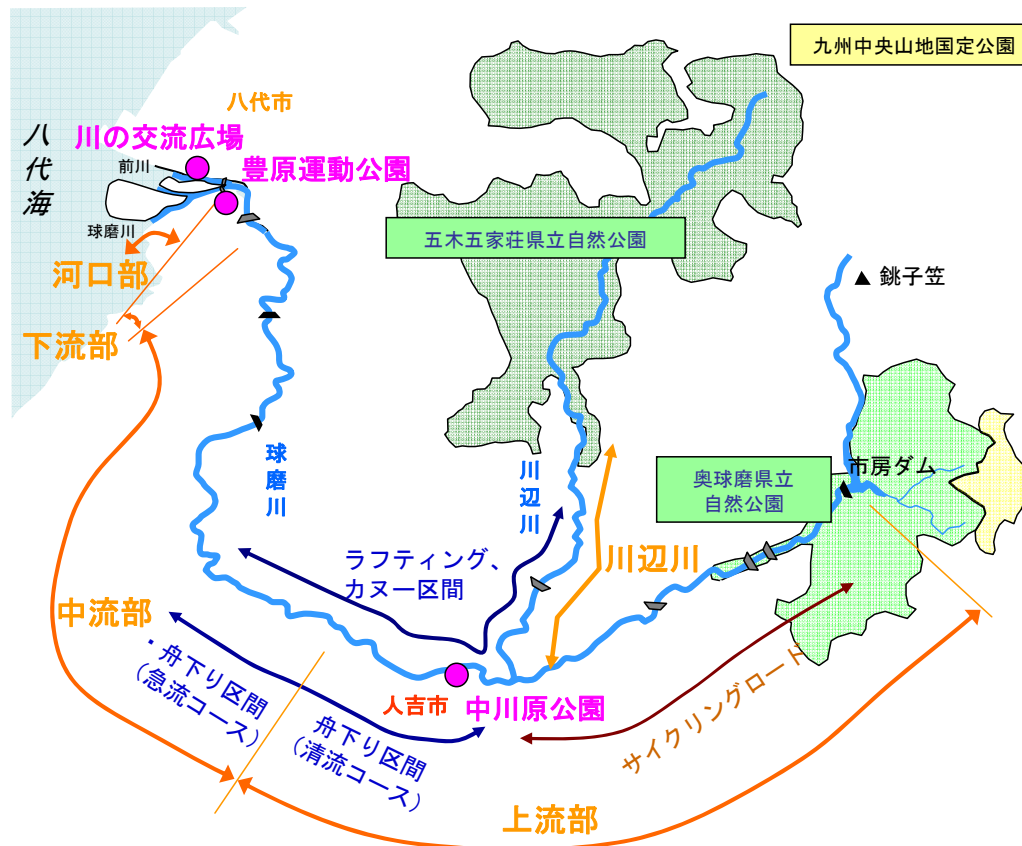 九州中央山地国定公園
八代市
八代海
川の交流広場
前川
豊原運動公園
球磨川
五木五家荘県立自然公園
河口部
▲ 銚子笠
下流部
球磨川
川辺川
市房ダム
奥球磨県立
自然公園
ラフティング、
カヌー区間
川辺川
中流部
・舟下り区間
（急流コース）
人吉市
中川原公園
舟下り区間
（清流コース）
サイクリングロード
上流部